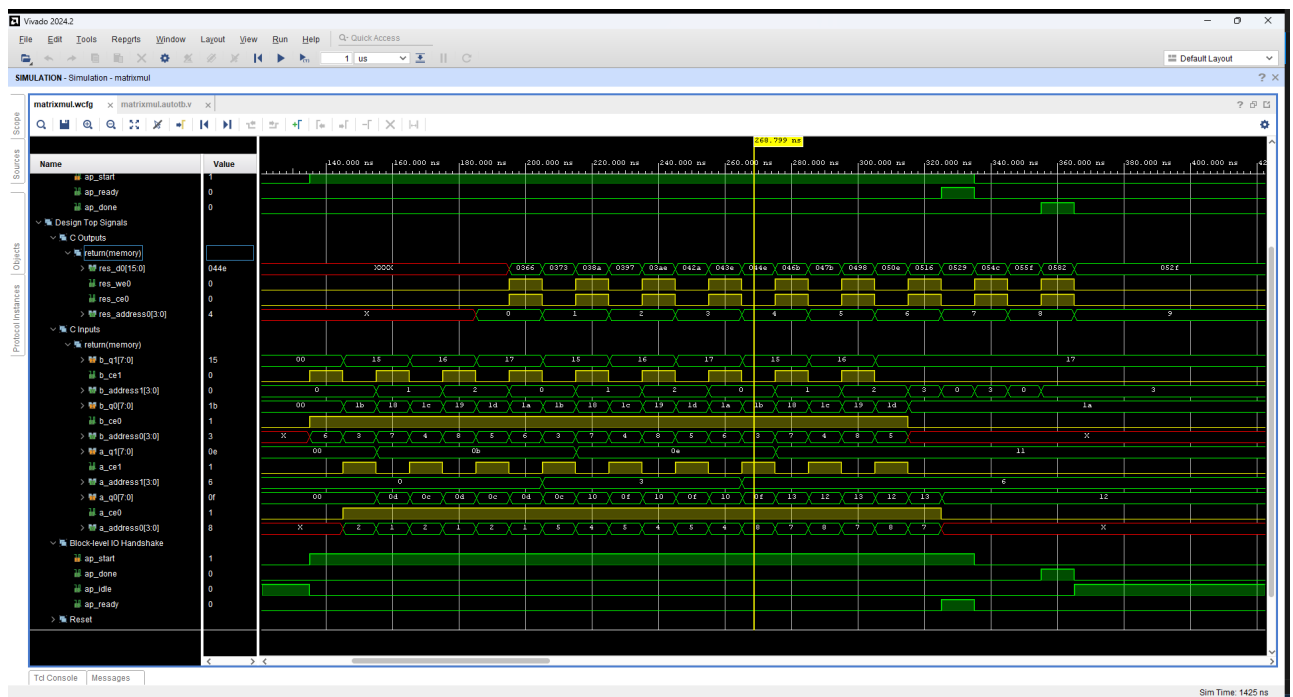 Vivado 2024.2
File Edit Tools Reports Window Layout View Run Help Q- Quick Access
1 us Default Layout
SIMULATION - Simulation - matrixmul
matrixmul.wcfg matrixmul.autotb.v
Scope
Sources
Objects
Protocol Instances
268.799 ns
Name Value 140.000 ns 160.000 ns 180.000 ns 200.000 ns 220.000 ns 240.000 ns 260.000 ns 280.000 ns 300.000 ns 320.000 ns 340.000 ns 360.000 ns 380.000 ns 400.000 ns 42
ap_start 1
ap_ready 0
ap_done 0
Design Top Signals
C Outputs
return(memory)
res_d0[15:0] 044e XXXX 0366 0373 038a 0397 03ae 042a 043e 044e 046b 047b 0498 050e 0516 0529 054c 055f 0582 052f
res_we0 0
res_ce0 0
res_address0[3:0] 4 X 0 1 2 3 4 5 6 7 8 9
C Inputs
return(memory)
b_q1[7:0] 15 00 15 16 17 15 16 17 15 16 17
b_ce1 0
b_address1[3:0] 0 0 1 2 0 1 2 0 1 2 3 0 3 0 3
b_q0[7:0] 1b 00 1b 18 1c 19 1d 1a 1b 18 1c 19 1d 1a 1b 18 1c 19 1d 1a
b_ce0 1
b_address0[3:0] 3 X 6 3 7 4 8 5 6 3 7 4 8 5 6 3 7 4 8 5 X
a_q1[7:0] 0e 00 0b 0e 11
a_ce1 1
a_address1[3:0] 6 0 3 6
a_q0[7:0] 0f 00 0d 0c 0d 0c 0d 0c 10 0f 10 0f 10 0f 13 12 13 12 13 12
a_ce0 1
a_address0[3:0] 8 X 2 1 2 1 2 1 5 4 5 4 5 4 8 7 8 7 8 7 X
Block-level IO Handshake
ap_start 1
ap_done 0
ap_idle 0
ap_ready 0
Reset
Tcl Console Messages
Sim Time: 1425 ns